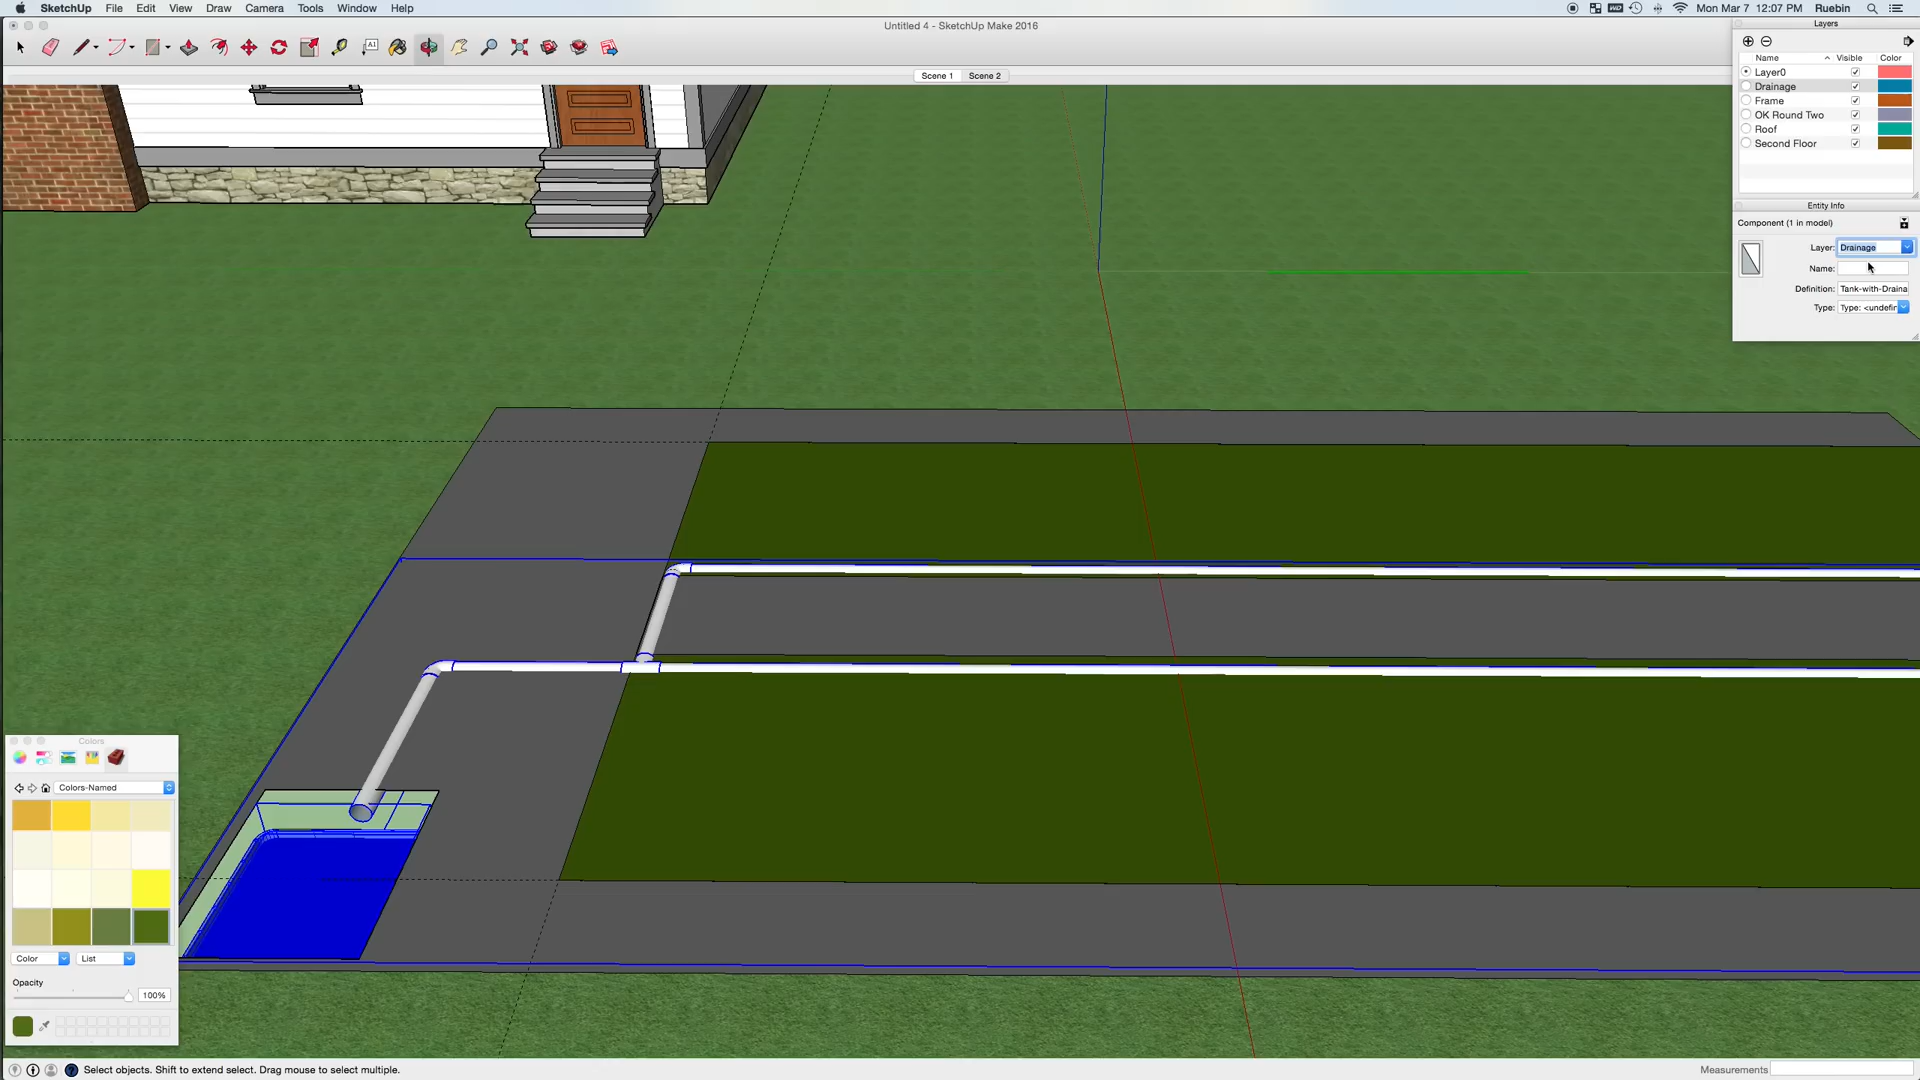 SketchUp File Edit View Draw Camera Tools Window Help
Mon Mar 7 12:07 PM Ruebin
Untitled 4 - SketchUp Make 2016
A1
Scene 1 Scene 2
Layers
Name Visible Color
Layer0
Drainage
Frame
OK Round Two
Roof
Second Floor
Entity Info
Component (1 in model)
Layer: Drainage
Name:
Definition: Tank-with-Draina
Type: Type: <undefin
Colors
Colors-Named
Color List
Opacity
100%
Select objects. Shift to extend select. Drag mouse to select multiple.
Measurements